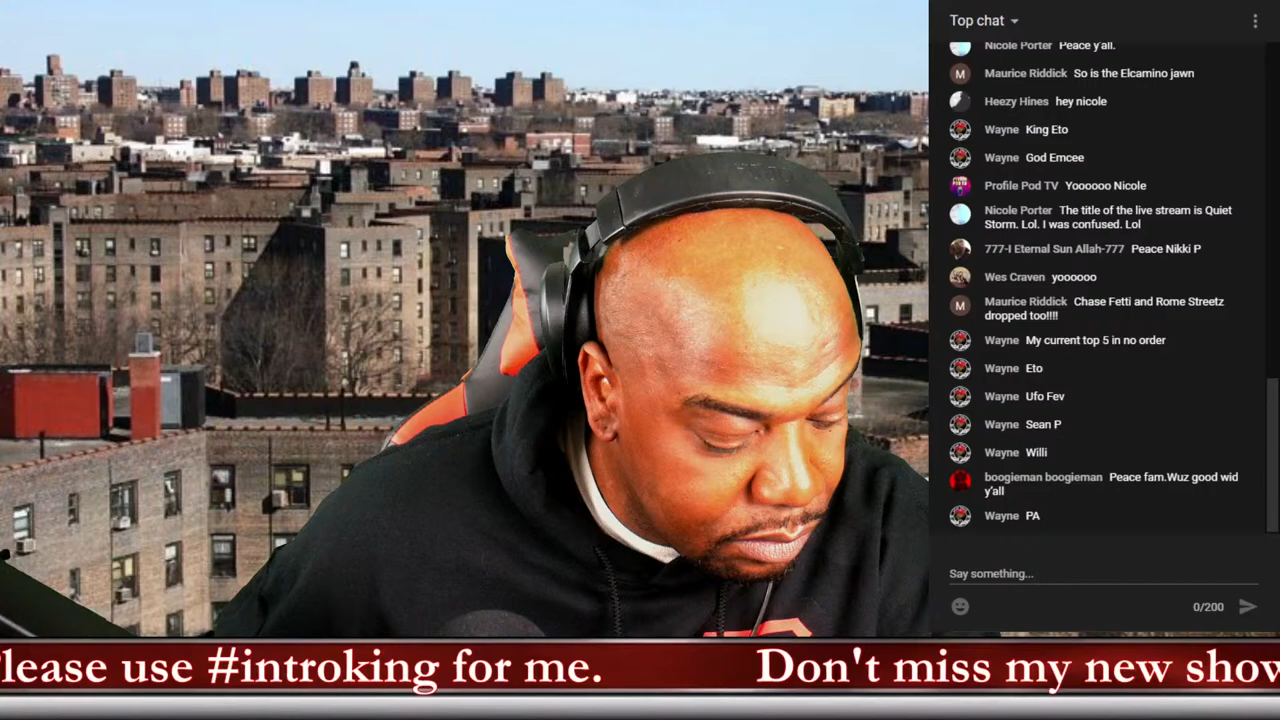 Top chat
Nicole Porter Peace y'all.
Maurice Riddick So is the Elcamino jawn
Heezy Hines hey nicole
Wayne King Eto
Wayne God Emcee
Profile Pod TV Yoooooo Nicole
Nicole Porter The title of the live stream is Quiet
Storm. Lol. I was confused. Lol
777-I Eternal Sun Allah-777 Peace Nikki P
Wes Craven yoooooo
Maurice Riddick Chase Fetti and Rome Streetz
dropped too!!!!
Wayne My current top 5 in no order
Wayne Eto
Wayne Ufo Fev
Wayne Sean P
Wayne Willi
boogieman boogieman Peace fam.Wuz good wid
y'all
Wayne PA
Say something...
0/200
lease use #introking for me. Don't miss my new show